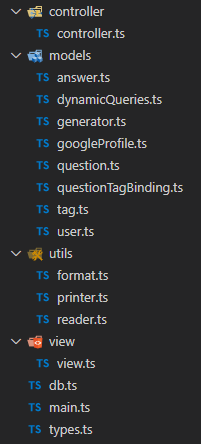 controller
TS controller.ts
models
TS answer.ts
TS dynamicQueries.ts
TS generator.ts
TS googleProfile.ts
TS question.ts
TS questionTagBinding.ts
TS tag.ts
TS user.ts
utils
TS format.ts
TS printer.ts
TS reader.ts
view
TS view.ts
TS db.ts
TS main.ts
TS types.ts